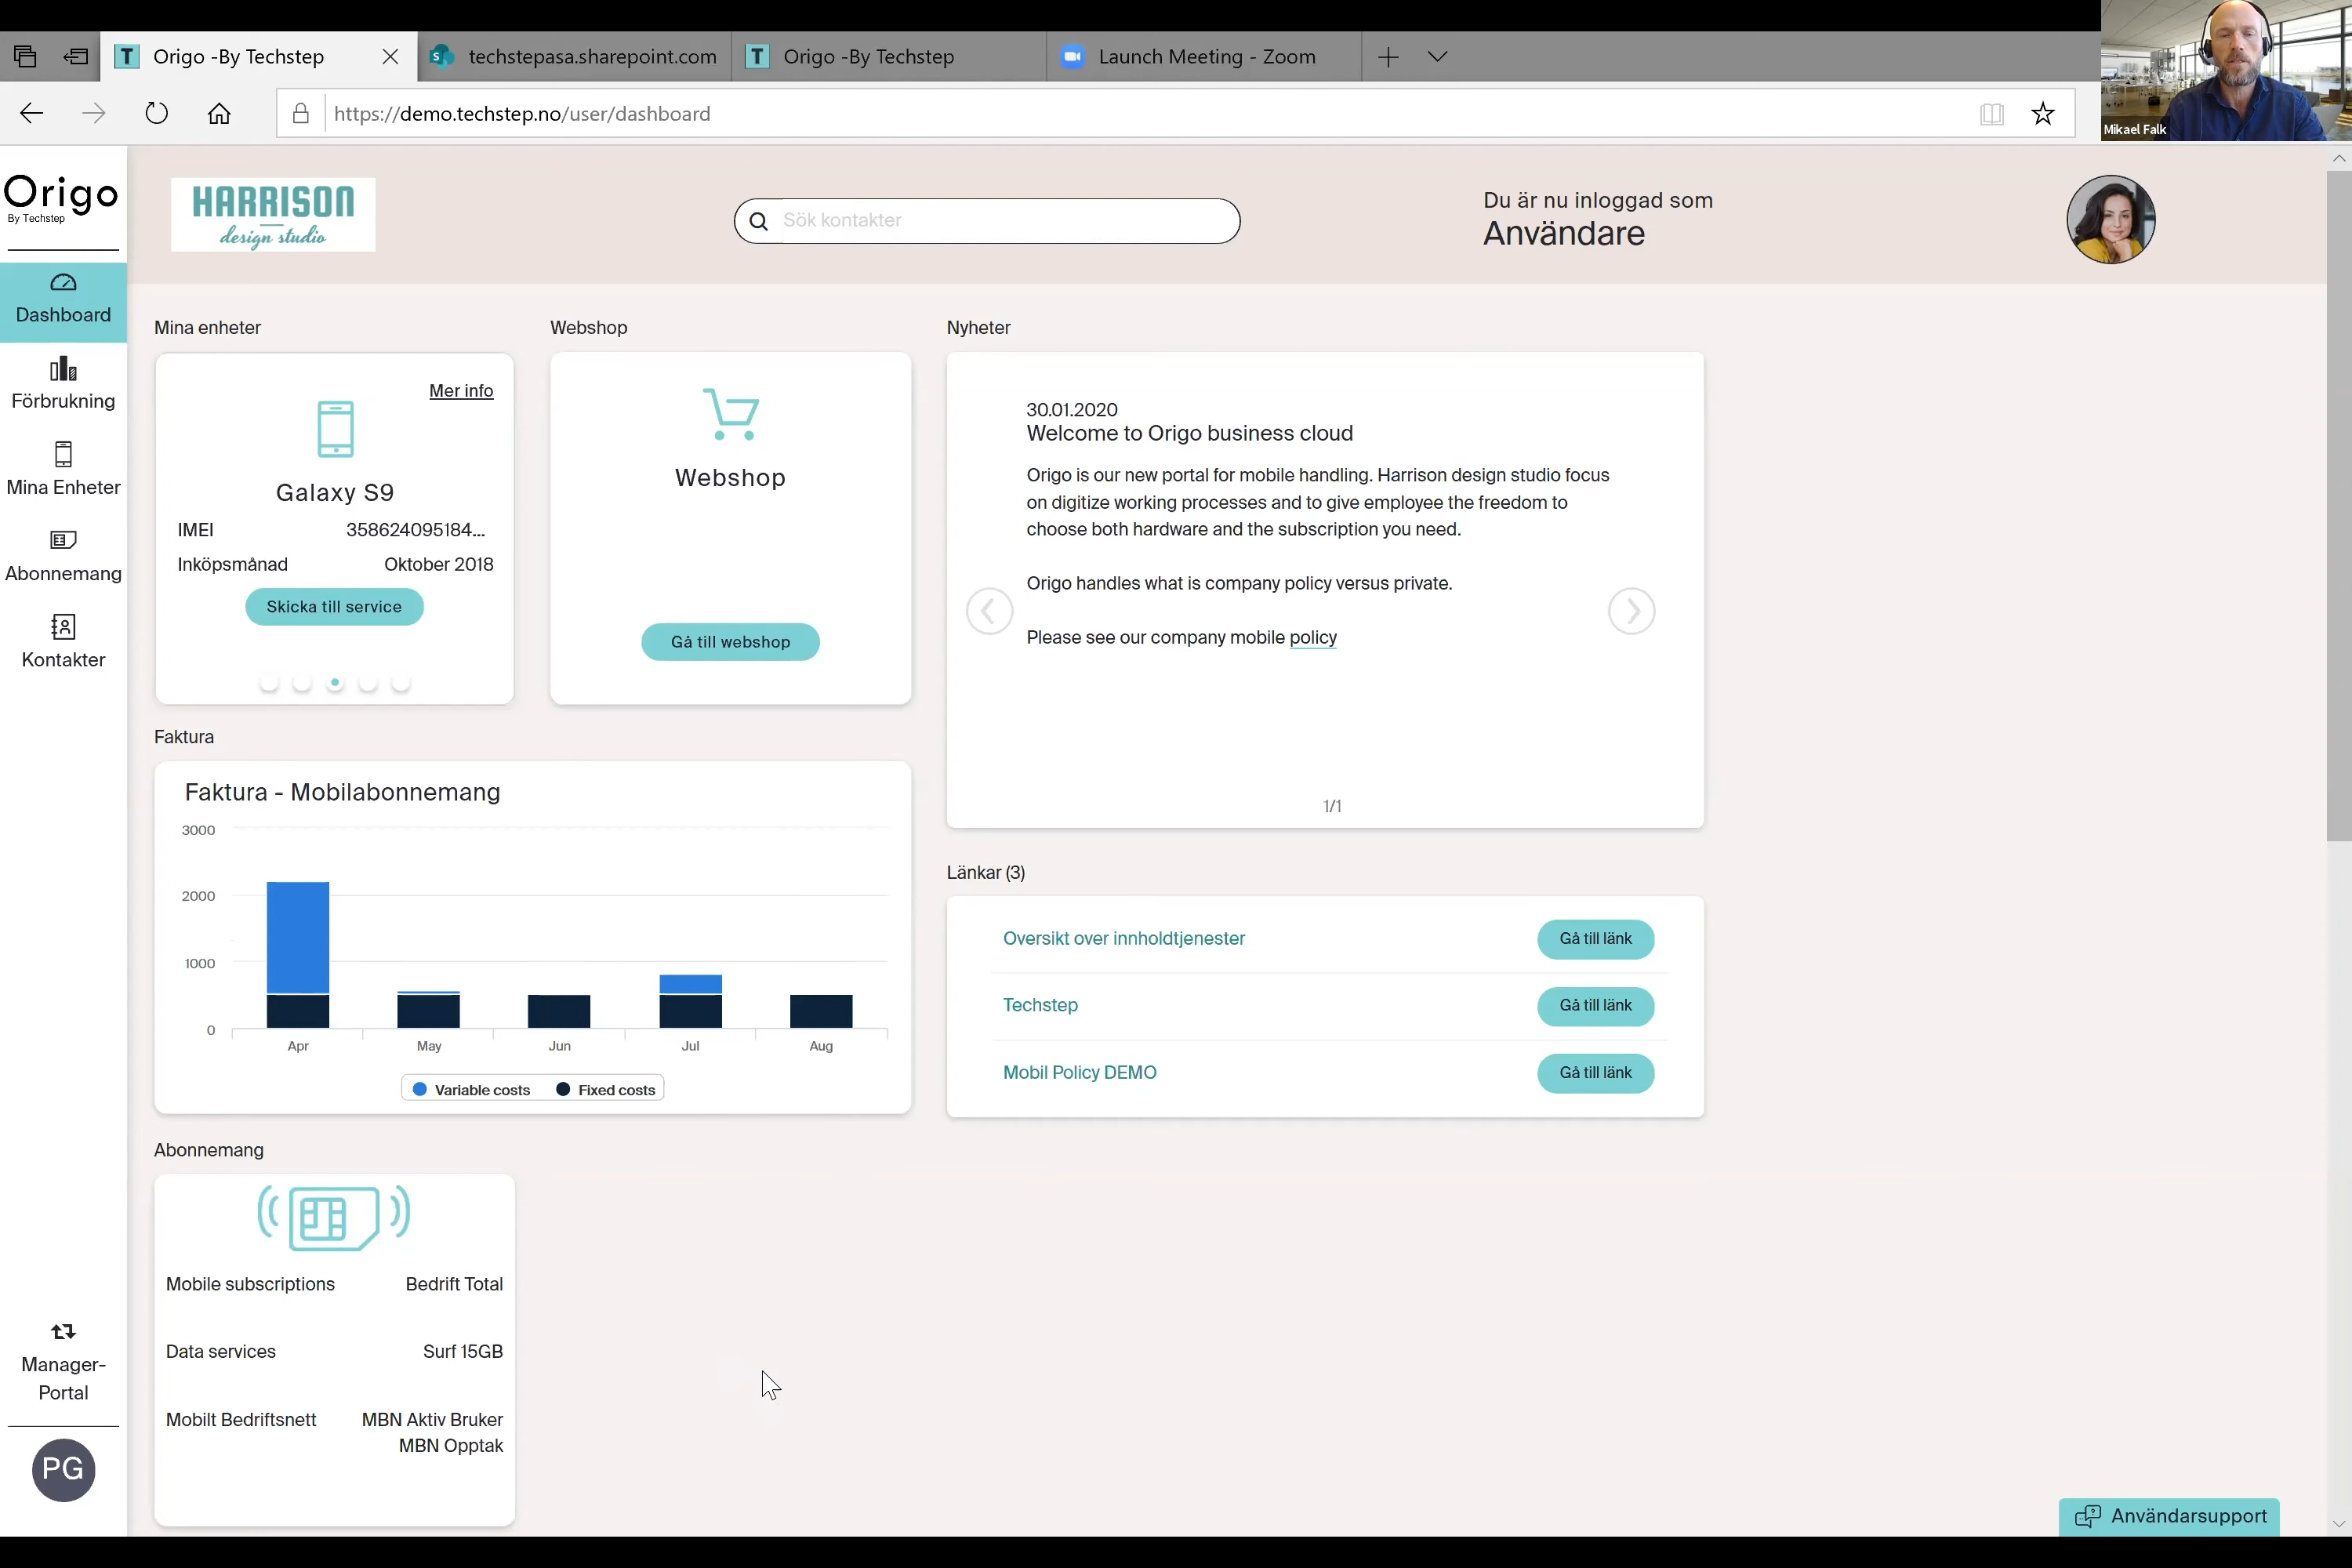 T Origo -By Techstep
S techstepasa.sharepoint.com
T Origo -By Techstep
Launch Meeting - Zoom
https://demo.techstep.no/user/dashboard
Mikael Falk
Origo
By Techstep
HARRISON
design studio
Sök kontakter
Du är nu inloggad som
Användare
Dashboard
Förbrukning
Mina Enheter
Abonnemang
Kontakter
Manager-
Portal
PG
Mina enheter
Mer info
Galaxy S9
IMEI 358624095184...
Inköpsmånad Oktober 2018
Skicka till service
Webshop
Webshop
Gå till webshop
Nyheter
30.01.2020
Welcome to Origo business cloud
Origo is our new portal for mobile handling. Harrison design studio focus
on digitize working processes and to give employee the freedom to
choose both hardware and the subscription you need.
Origo handles what is company policy versus private.
Please see our company mobile policy
1/1
Faktura
Faktura - Mobilabonnemang
3000
2000
1000
0
Apr May Jun Jul Aug
Variable costs Fixed costs
Länkar (3)
Oversikt over innholdtjenester Gå till länk
Techstep Gå till länk
Mobil Policy DEMO Gå till länk
Abonnemang
Mobile subscriptions Bedrift Total
Data services Surf 15GB
Mobilt Bedriftsnett MBN Aktiv Bruker
MBN Opptak
Användarsupport